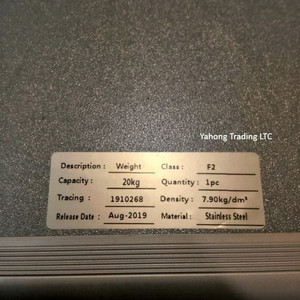 Yahong Trading LTC
Description : Weight Class : F2
Capacity : 20kg Quantity : 1pc
Tracing : 1910268 Density : 7.90kg/dm³
Release Date : Aug-2019 Material : Stainless Steel